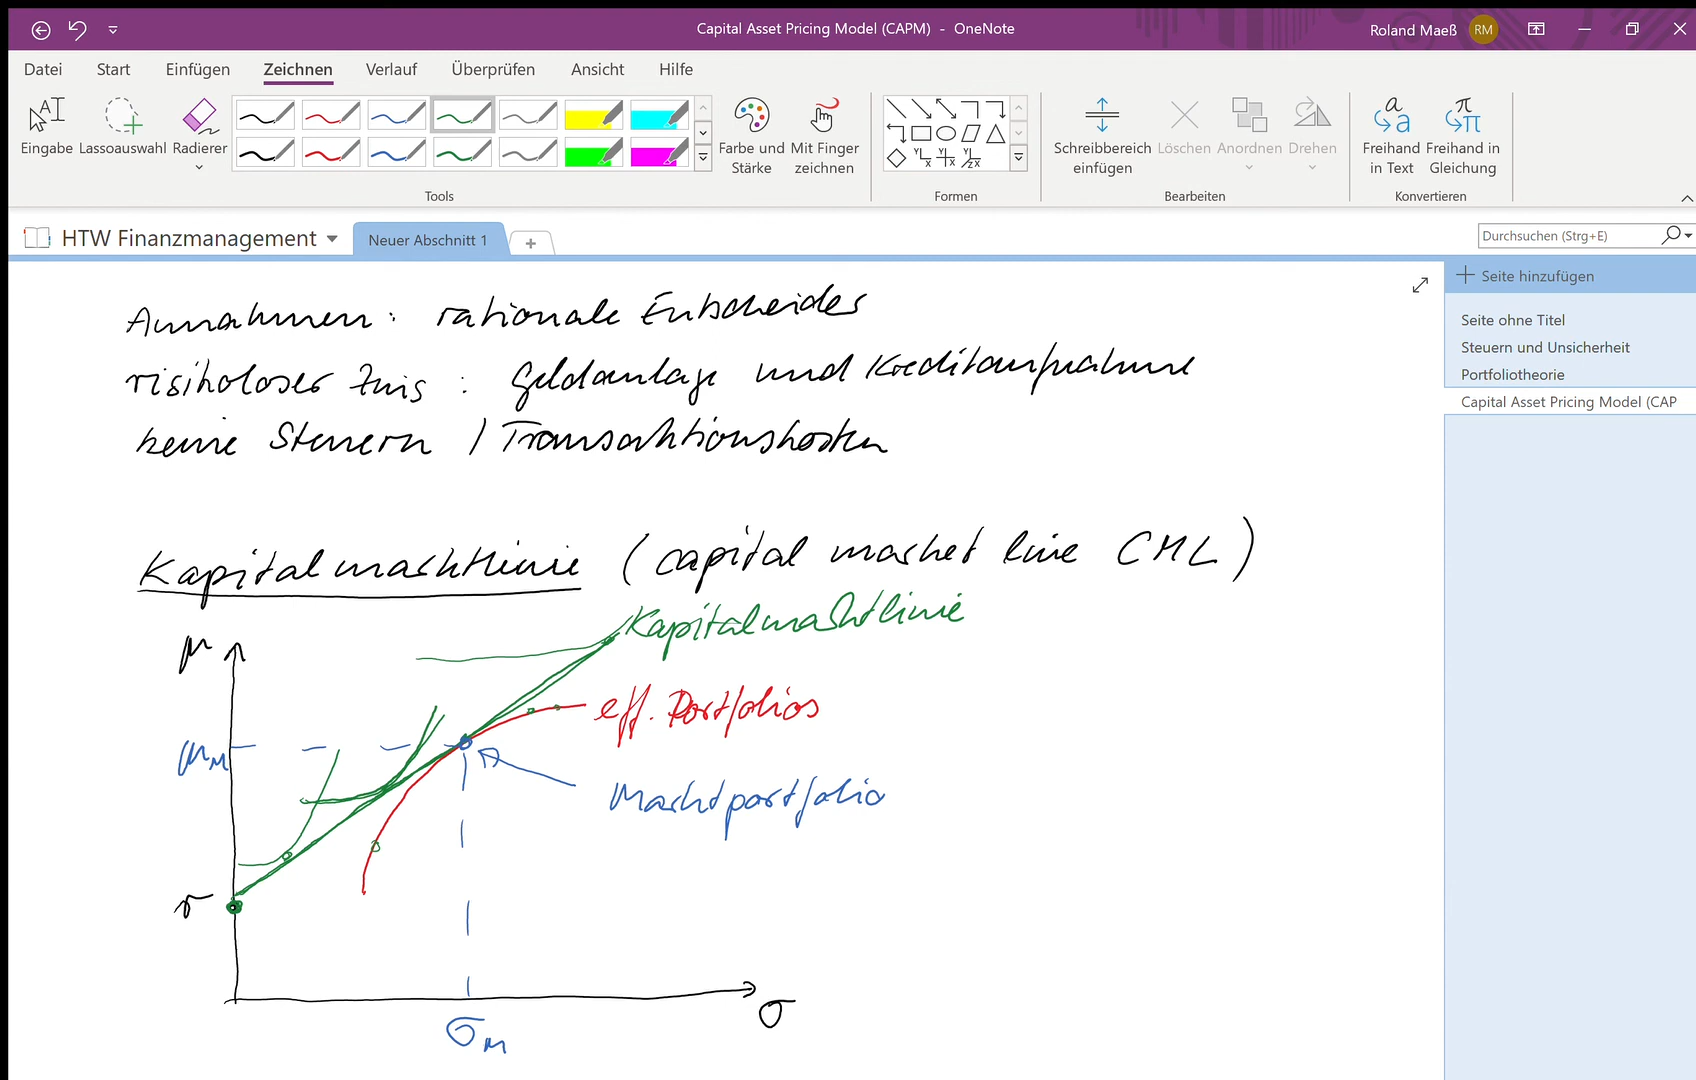 Capital Asset Pricing Model (CAPM) - OneNote
Roland Maeß RM
Datei Start Einfügen Zeichnen Verlauf Überprüfen Ansicht Hilfe
Eingabe Lassoauswahl Radierer Farbe und Stärke Mit Finger zeichnen Schreibbereich einfügen Löschen Anordnen Drehen Freihand in Text Freihand in Gleichung
Tools Formen Bearbeiten Konvertieren
HTW Finanzmanagement Neuer Abschnitt 1 Durchsuchen (Strg+E)
Seite hinzufügen
Seite ohne Titel
Steuern und Unsicherheit
Portfoliotheorie
Capital Asset Pricing Model (CAP
Annahmen: rationale Entscheider
risikoloser Zins: Geldanlage und Kreditaufnahme
keine Steuern / Transaktionskosten
Kapitalmarktlinie (capital market line CML)
Kapitalmarktlinie
μ
eff. Portfolios
μM
Marktportfolio
r
σ
σM